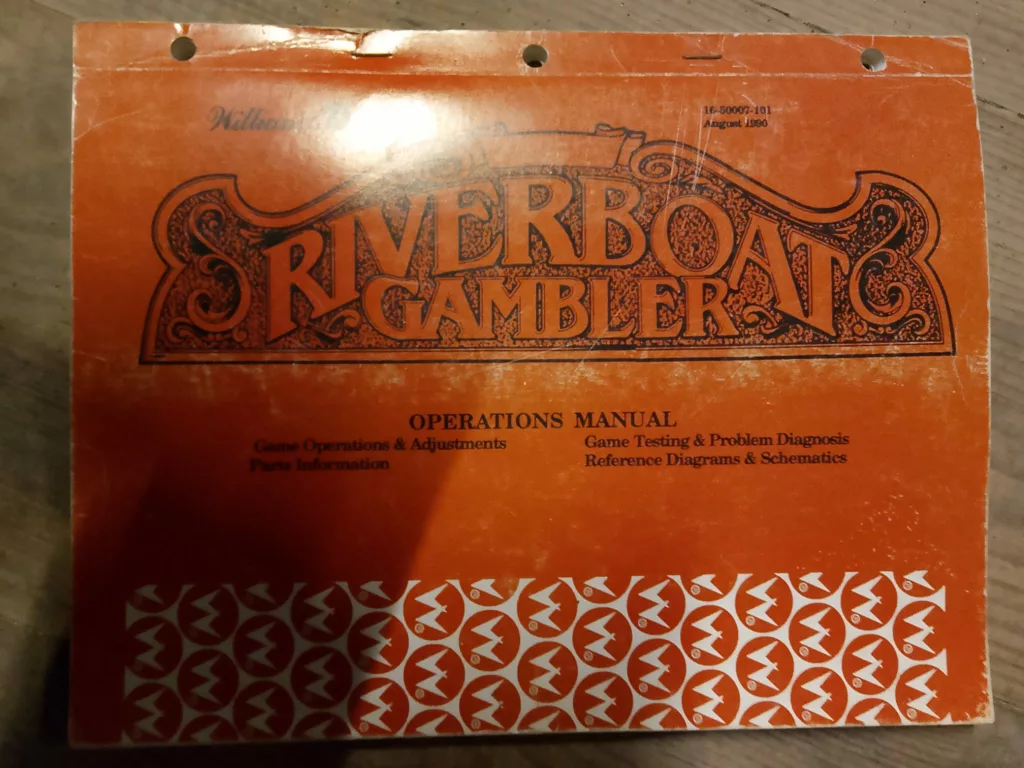 Williams
16-50007-101
August 1990
RIVERBOAT
GAMBLER
OPERATIONS MANUAL
Game Operations & Adjustments
Parts Information
Game Testing & Problem Diagnosis
Reference Diagrams & Schematics